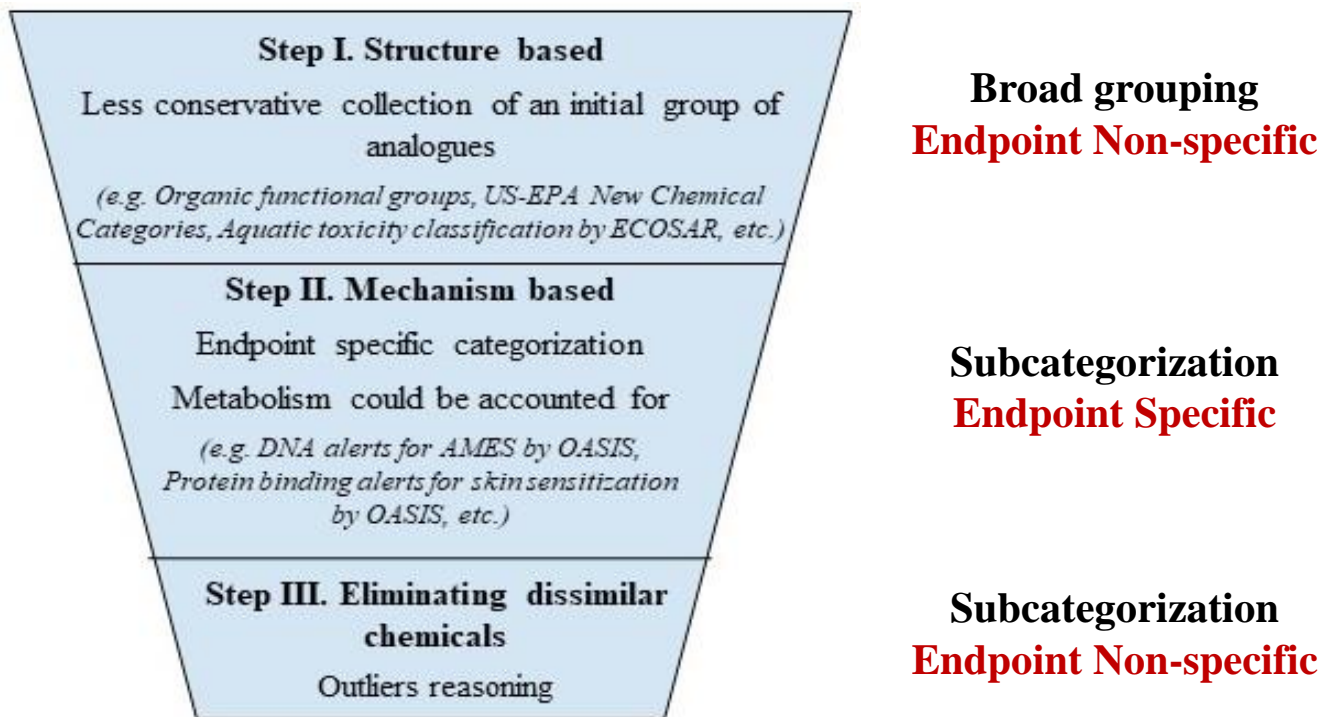 Step I. Structure based
Less conservative collection of an initial group of
analogues
(e.g. Organic functional groups, US-EPA New Chemical
Categories, Aquatic toxicity classification by ECOSAR, etc.)
Broad grouping
Endpoint Non-specific
Step II. Mechanism based
Endpoint specific categorization
Metabolism could be accounted for
(e.g. DNA alerts for AMES by OASIS,
Protein binding alerts for skin sensitization
by OASIS, etc.)
Subcategorization
Endpoint Specific
Step III. Eliminating dissimilar
chemicals
Outliers reasoning
Subcategorization
Endpoint Non-specific